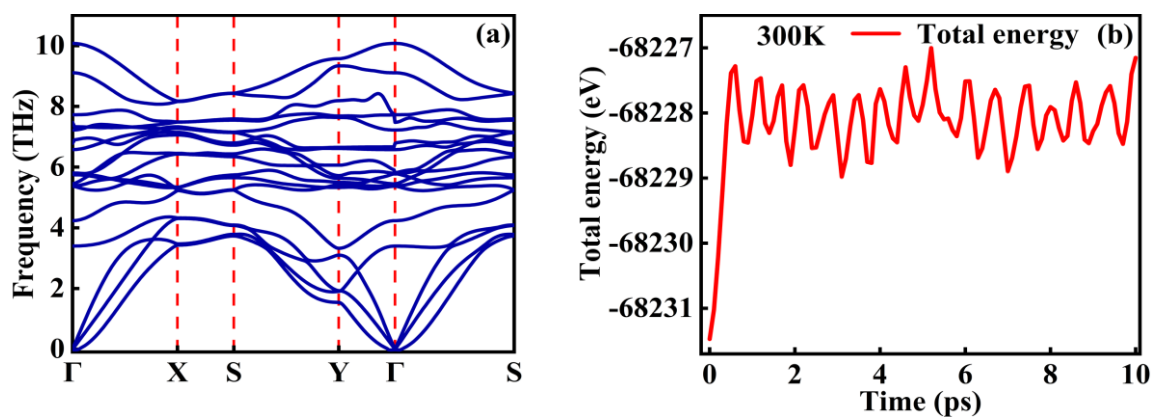 (a)
Frequency (THz)
10
8
6
4
2
0
Γ X S Y Γ S
300K Total energy (b)
Total energy (eV)
-68227
-68228
-68229
-68230
-68231
0 2 4 6 8 10
Time (ps)